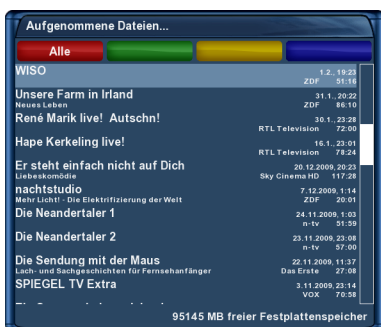 Aufgenommene Dateien...
Alle
WISO 1.2., 19:23
ZDF 51:16
Unsere Farm in Irland 31.1., 20:22
Neues Leben ZDF 86:10
René Marik live! Autschn! 30.1., 23:28
RTL Television 72:00
Hape Kerkeling live! 16.1., 23:01
RTL Television 78:24
Er steht einfach nicht auf Dich 20.12.2009, 20:23
Liebeskomödie Sky Cinema HD 117:28
nachtstudio 7.12.2009, 1:14
Mehr Licht! - Die Elektrifizierung der Welt ZDF 20:01
Die Neandertaler 1 24.11.2009, 1:03
n-tv 51:59
Die Neandertaler 2 23.11.2009, 23:08
n-tv 57:00
Die Sendung mit der Maus 22.11.2009, 11:37
Lach- und Sachgeschichten für Fernsehanfänger Das Erste 27:08
SPIEGEL TV Extra 3.11.2009, 23:14
VOX 70:58
95145 MB freier Festplattenspeicher